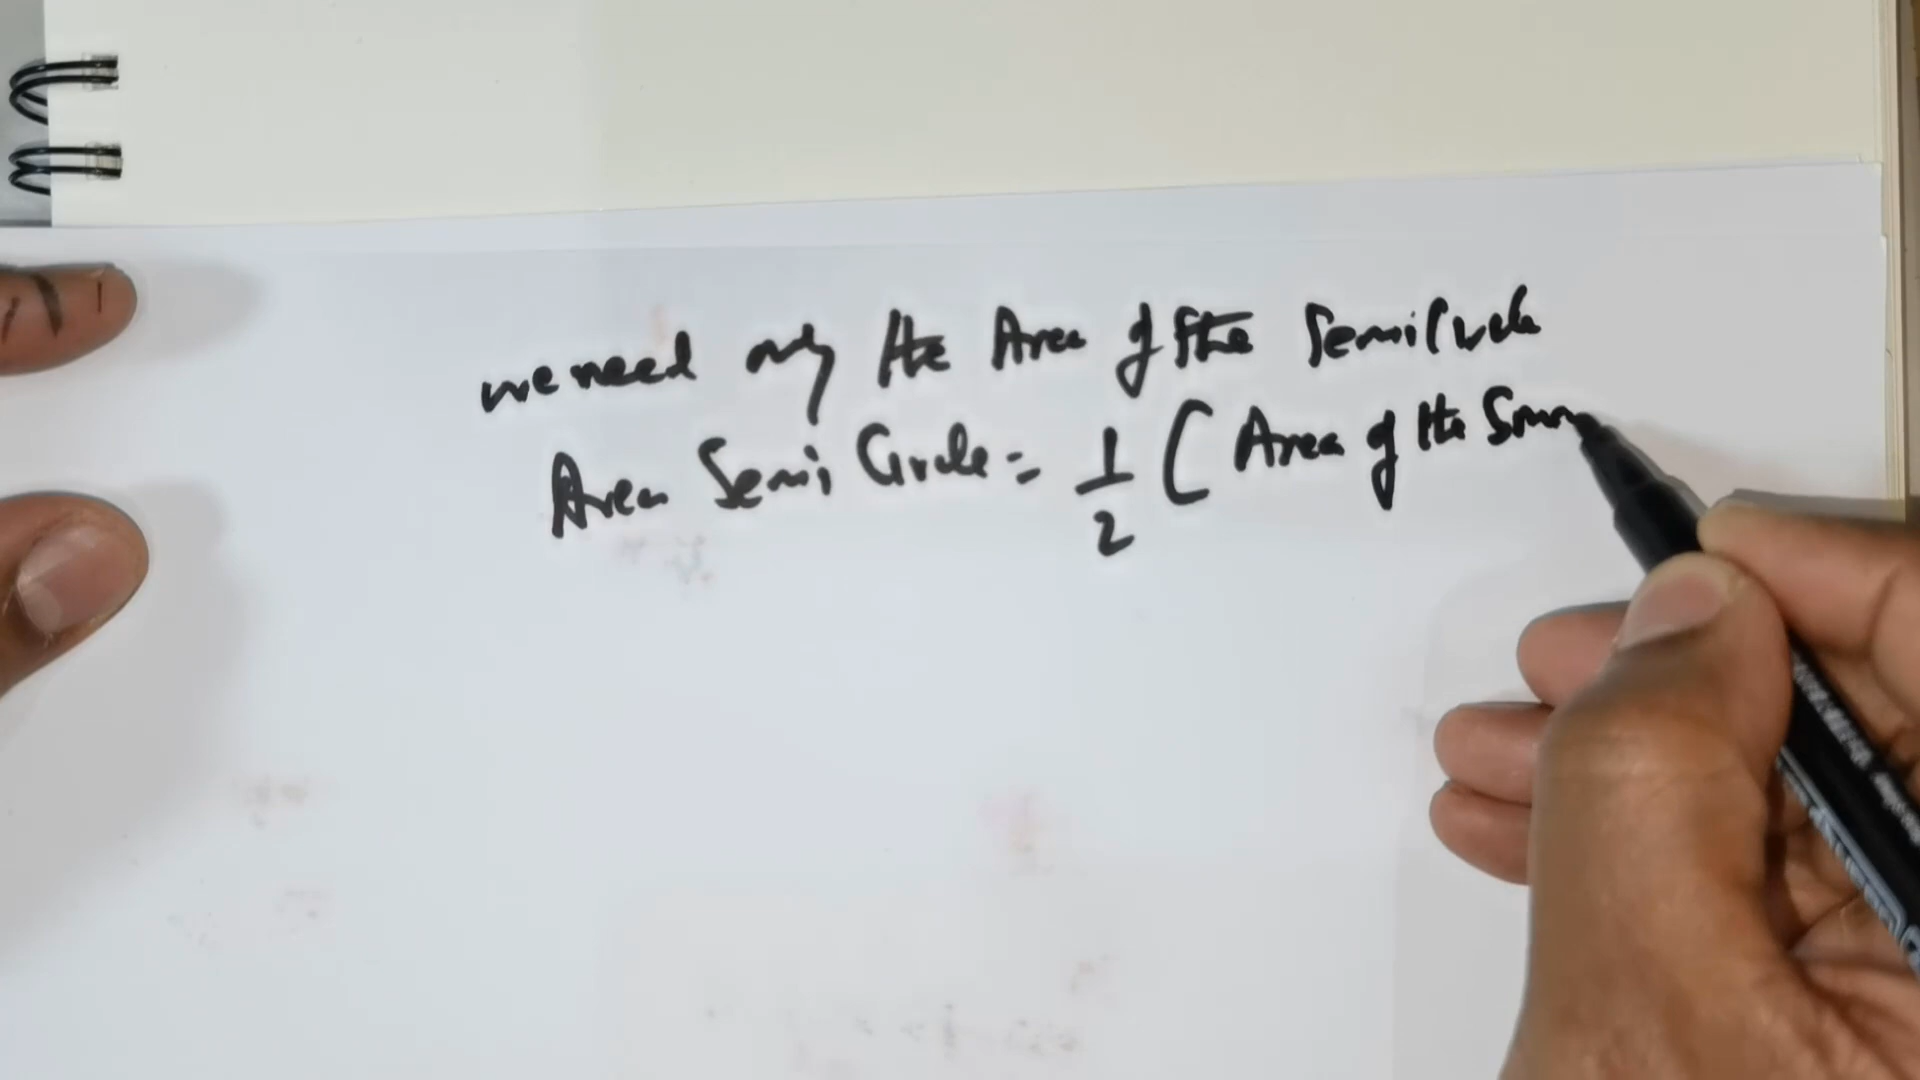 we need only the Area of the Semicircle
Area Semi Circle = 1/2 ( Area of the